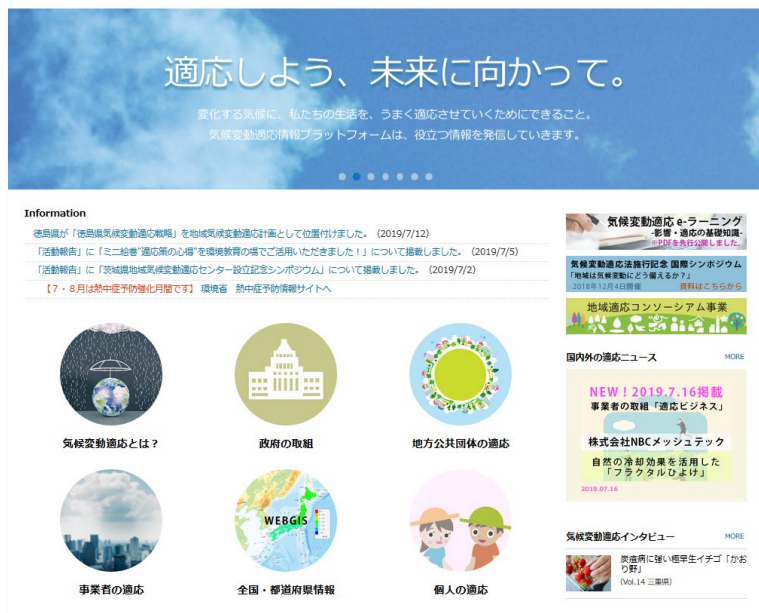 適応しよう、未来に向かって。
変化する気候に、私たちの生活を、うまく適応させていくためにできること。
気候変動適応情報プラットフォームは、役立つ情報を発信していきます。
Information
徳島県が「徳島県気候変動適応戦略」を地域気候変動適応計画として位置付けました。 (2019/7/12)
「活動報告」に「ミニ絵巻"適応策の心得"を環境教育の場でご活用いただきました！」について掲載しました。 (2019/7/5)
「活動報告」に「茨城県地域気候変動適応センター設立記念シンポジウム」について掲載しました。 (2019/7/2)
【７・８月は熱中症予防強化月間です】 環境省　熱中症予防情報サイトへ
気候変動適応とは？
政府の取組
地方公共団体の適応
WEBGIS
事業者の適応
全国・都道府県情報
個人の適応
気候変動適応 e-ラーニング
-影響・適応の基礎知識-
※PDFを先行公開しました。
気候変動適応法施行記念 国際シンポジウム
「地域は気候変動にどう備えるか？」
2018年12月4日開催 資料はこちらから
地域適応コンソーシアム事業
国内外の適応ニュース MORE
NEW！2019.7.16掲載
事業者の取組「適応ビジネス」
株式会社NBCメッシュテック
自然の冷却効果を活用した
「フラクタルひよけ」
2019.07.16
気候変動適応インタビュー MORE
炭疽病に強い極早生イチゴ「かお
り野」
(Vol.14 三重県)